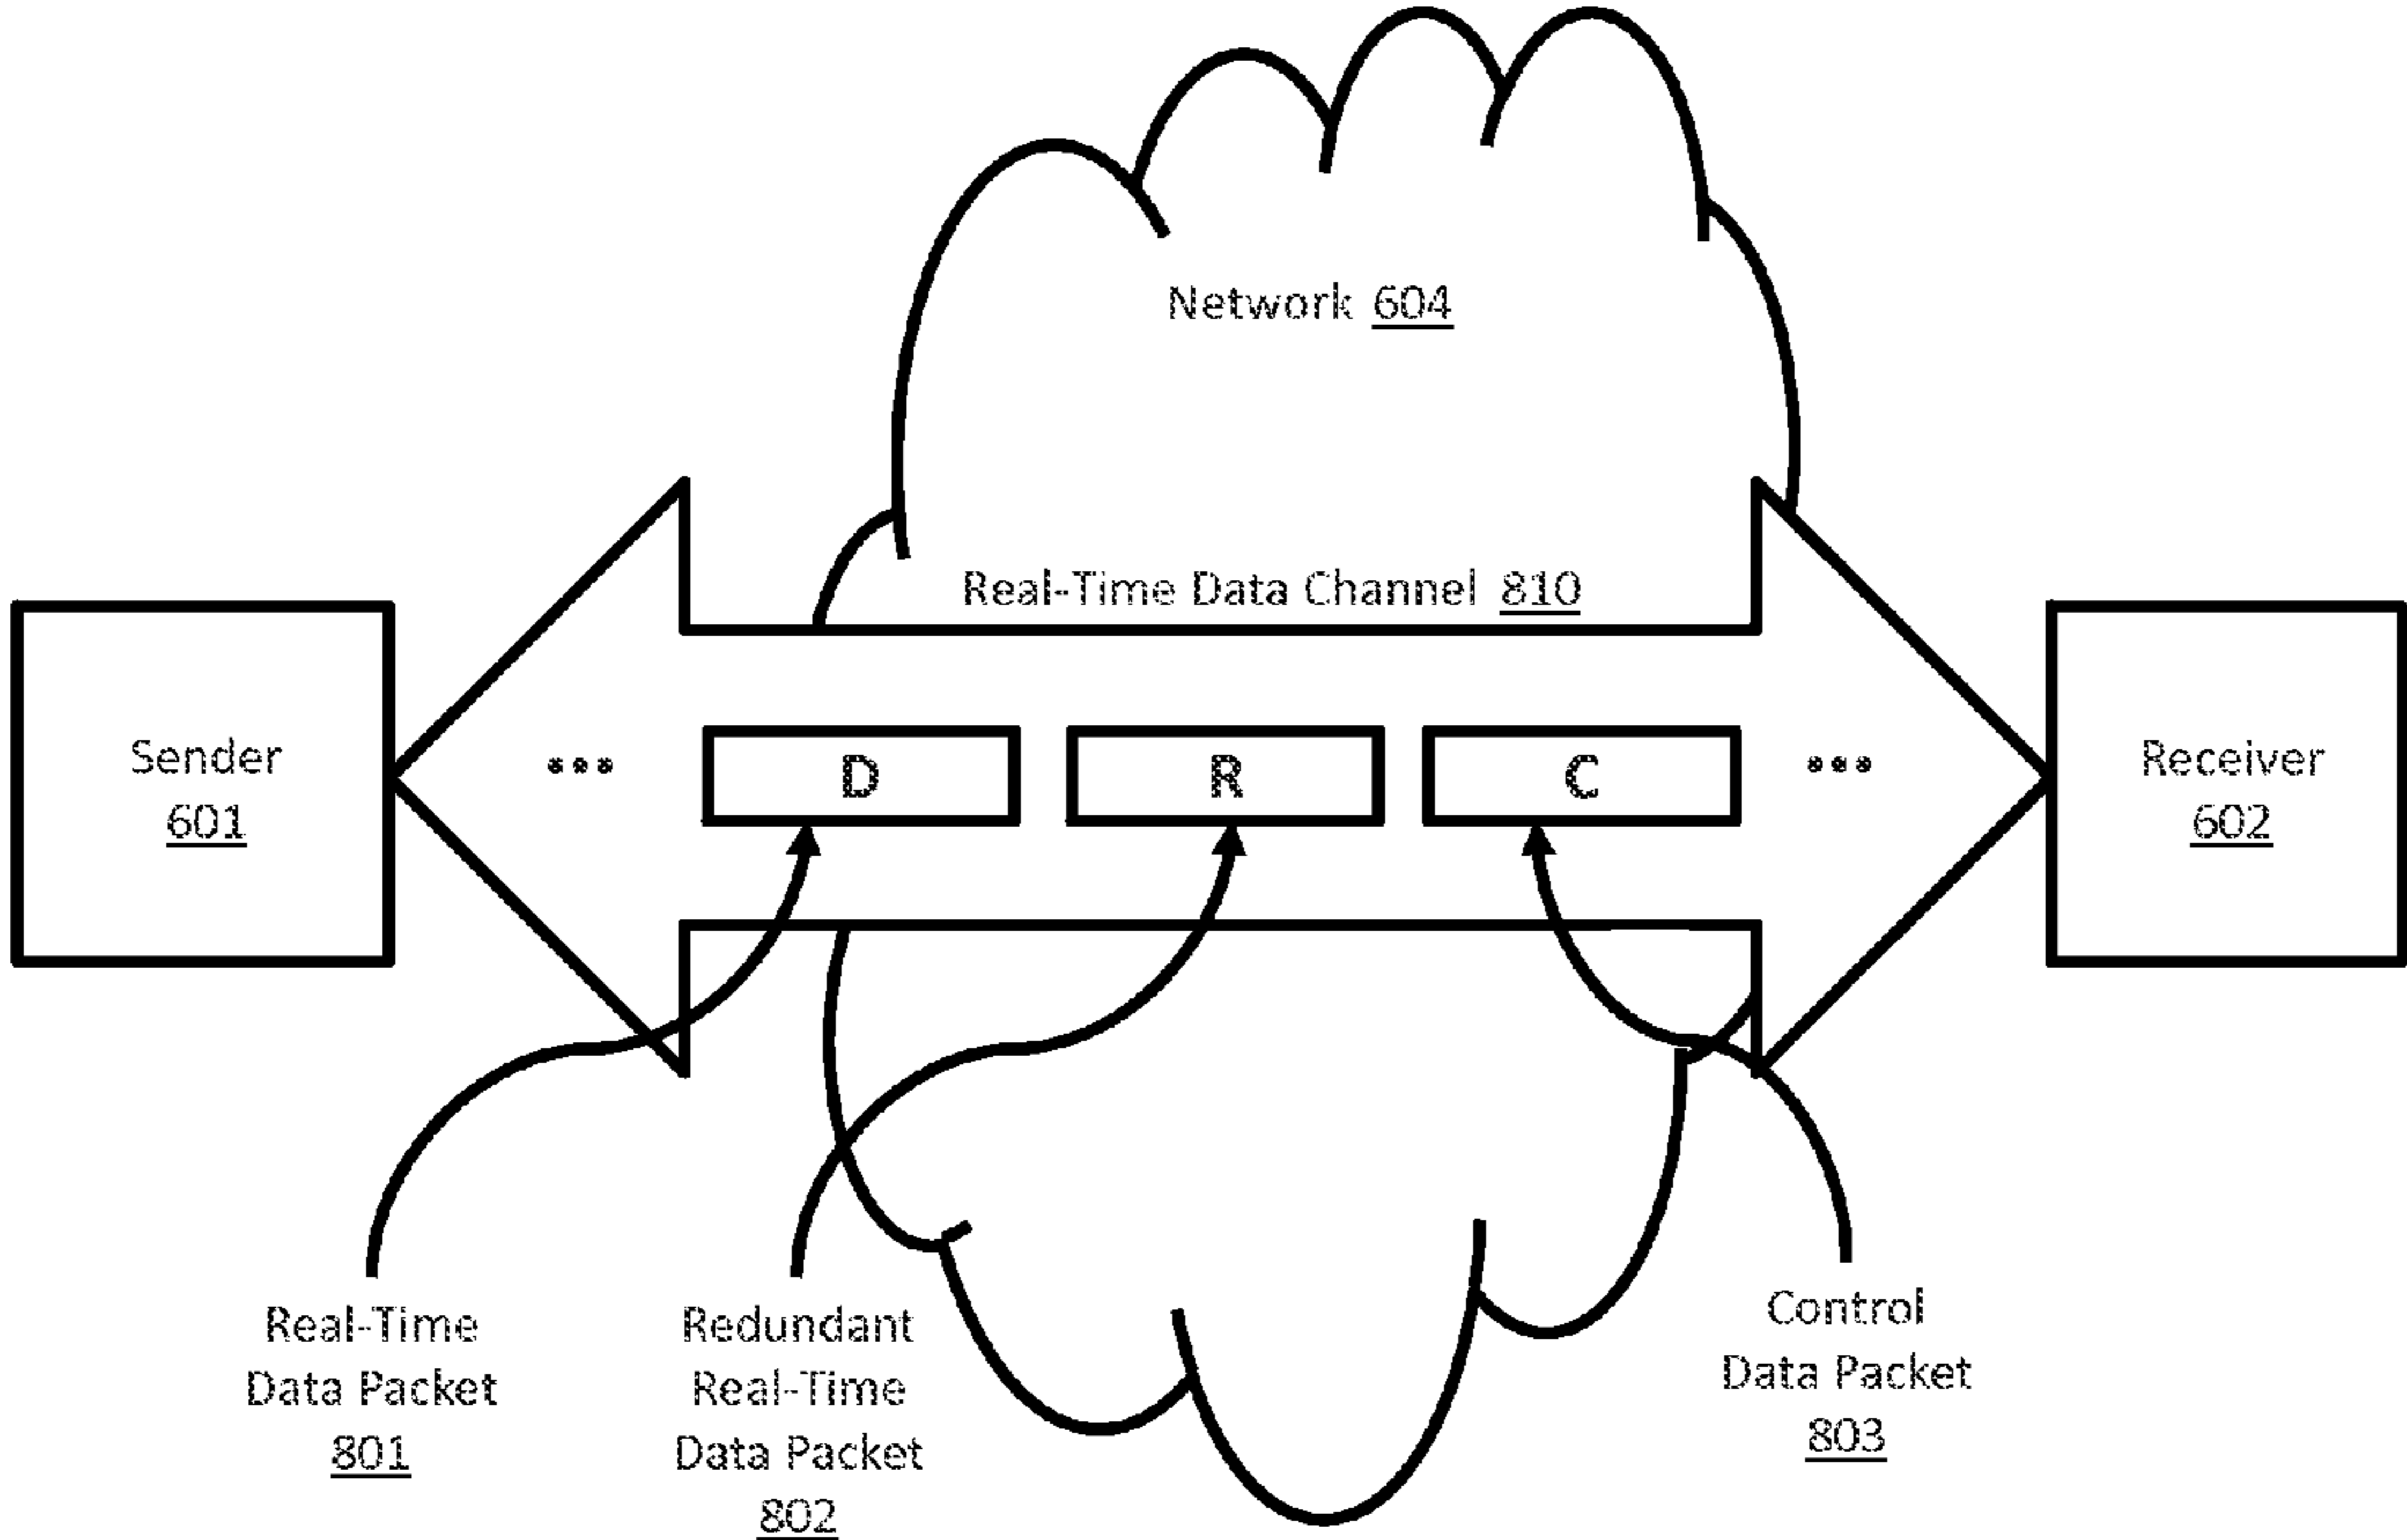 Network 604
Real-Time Data Channel 810
Sender
601
••• D R C •••
Receiver
602
Real-Time
Data Packet
801
Redundant
Real-Time
Data Packet
802
Control
Data Packet
803